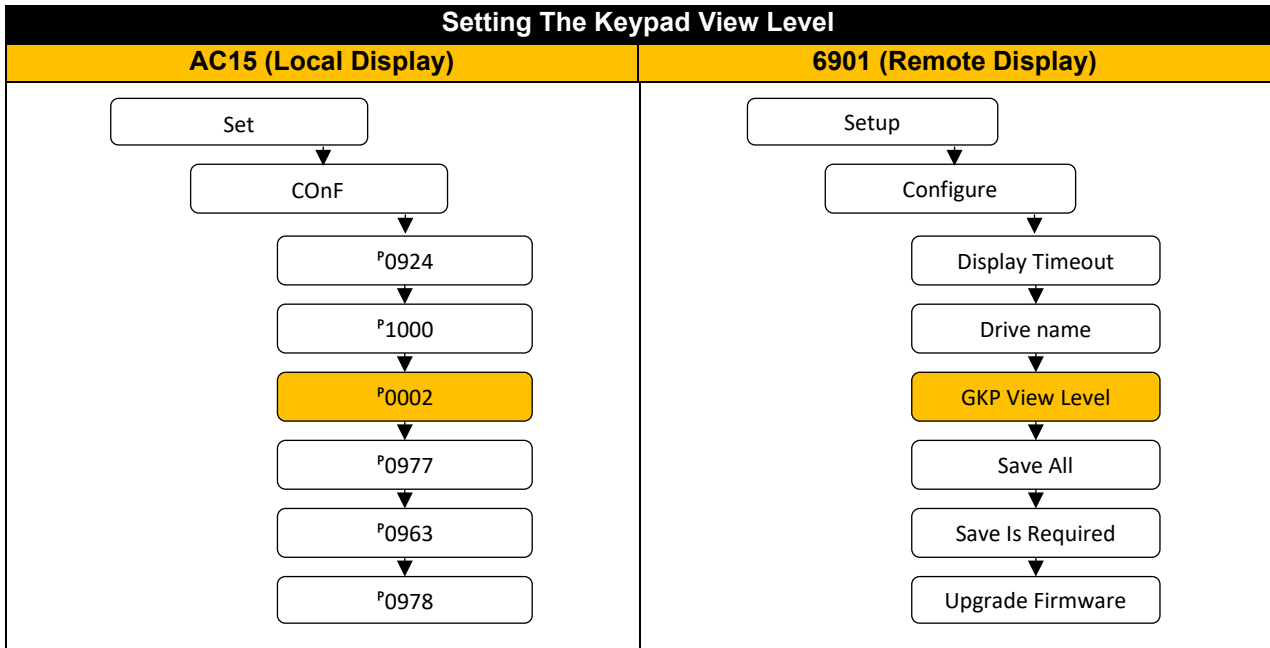 Setting The Keypad View Level
AC15 (Local Display)
6901 (Remote Display)
Set
COnF
ᴾ0924
ᴾ1000
ᴾ0002
ᴾ0977
ᴾ0963
ᴾ0978
Setup
Configure
Display Timeout
Drive name
GKP View Level
Save All
Save Is Required
Upgrade Firmware